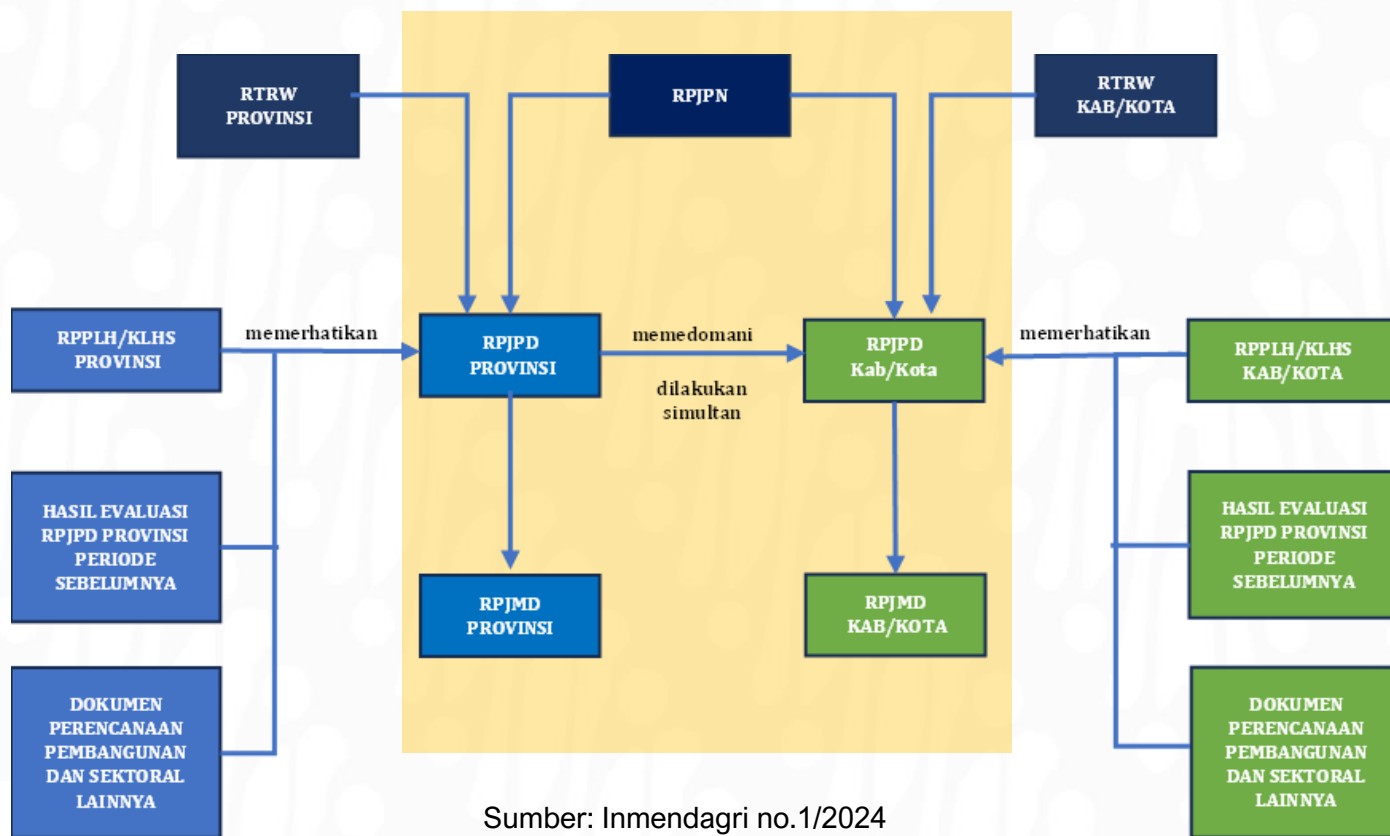 RTRW
PROVINSI
RPJPN
RTRW
KAB/KOTA
RPPLH/KLHS
PROVINSI
memerhatikan
RPJPD
PROVINSI
memedomani
dilakukan
simultan
RPJPD
Kab/Kota
memerhatikan
RPPLH/KLHS
KAB/KOTA
HASIL EVALUASI
RPJPD PROVINSI
PERIODE
SEBELUMNYA
HASIL EVALUASI
RPJPD PROVINSI
PERIODE
SEBELUMNYA
RPJMD
PROVINSI
RPJMD
KAB/KOTA
DOKUMEN
PERENCANAAN
PEMBANGUNAN
DAN SEKTORAL
LAINNYA
DOKUMEN
PERENCANAAN
PEMBANGUNAN
DAN SEKTORAL
LAINNYA
Sumber: Inmendagri no.1/2024